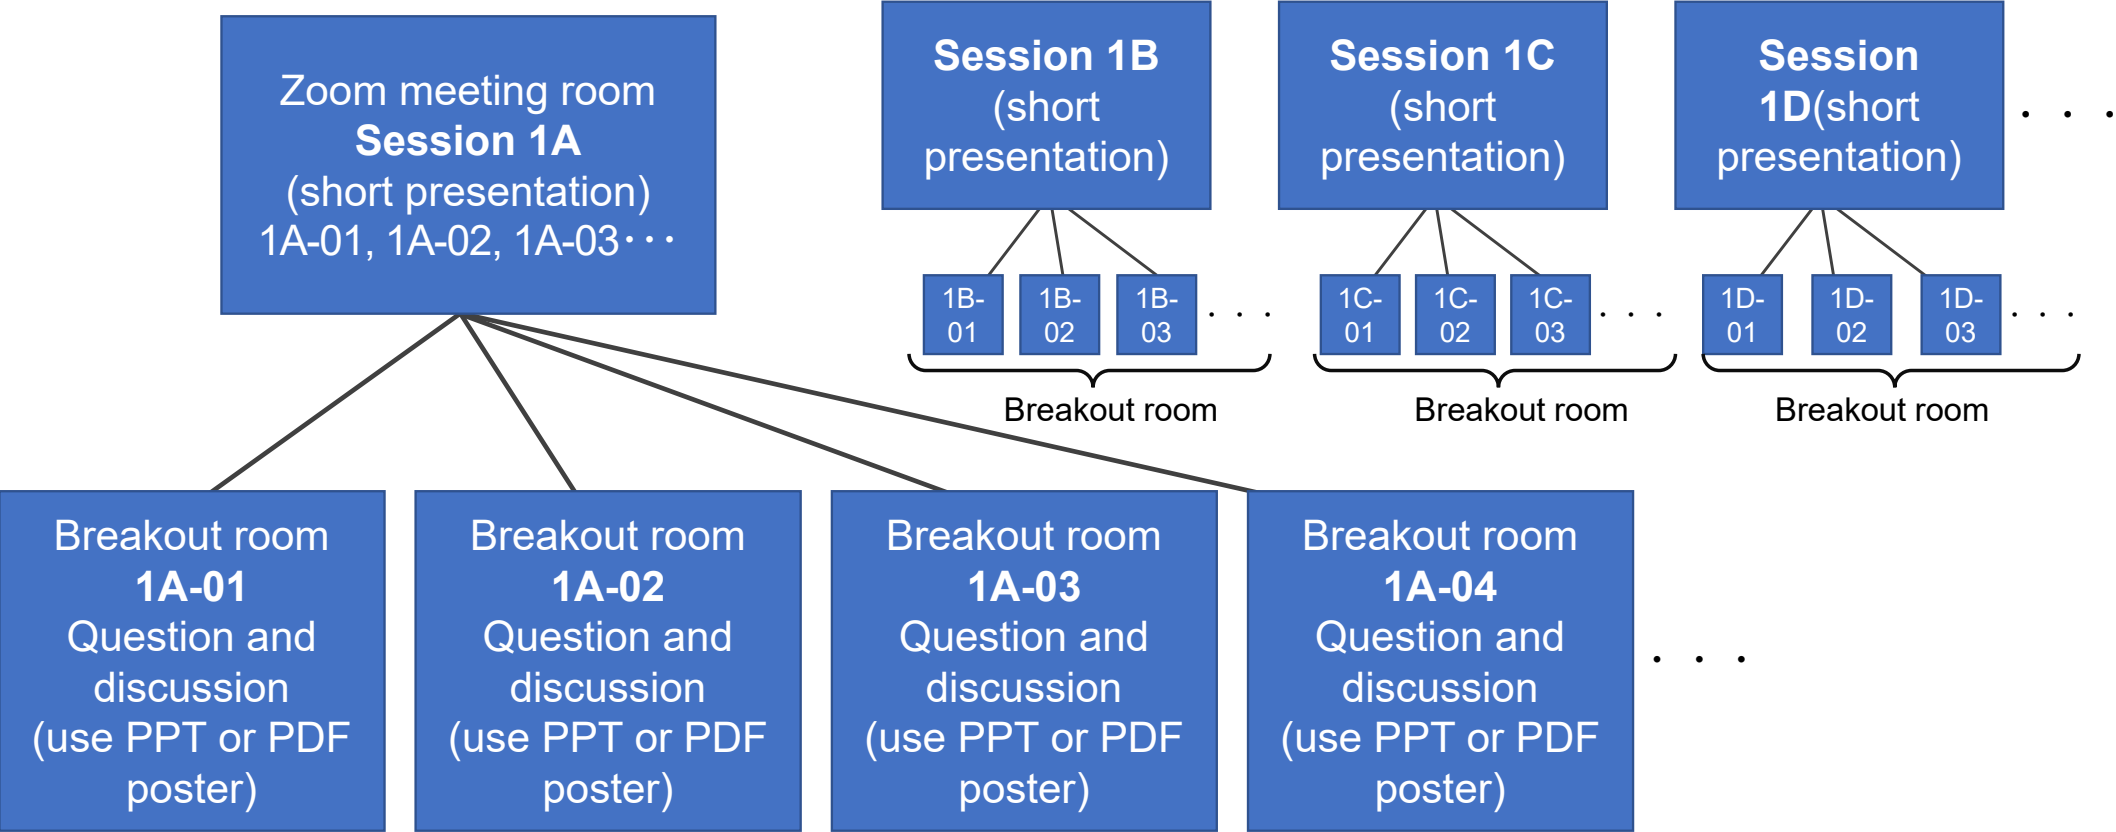 Zoom meeting room
Session 1A
(short presentation)
1A-01, 1A-02, 1A-03･･･
Session 1B
(short
presentation)
Session 1C
(short
presentation)
Session
1D(short
presentation)
・・・
1B-
01
1B-
02
1B-
03
・・・
Breakout room
1C-
01
1C-
02
1C-
03
・・・
Breakout room
1D-
01
1D-
02
1D-
03
・・・
Breakout room
Breakout room
1A-01
Question and
discussion
(use PPT or PDF
poster)
Breakout room
1A-02
Question and
discussion
(use PPT or PDF
poster)
Breakout room
1A-03
Question and
discussion
(use PPT or PDF
poster)
Breakout room
1A-04
Question and
discussion
(use PPT or PDF
poster)
・・・